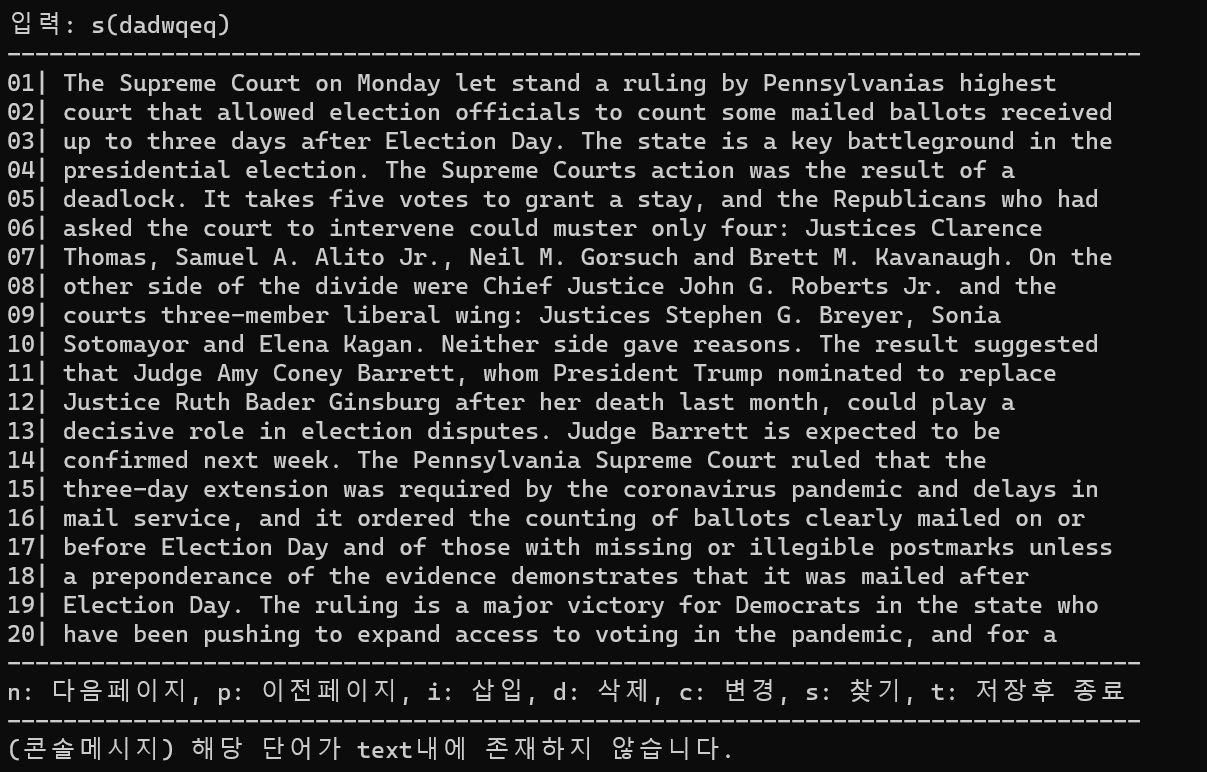 입력: s(dadwqeq)
---------------------------------------------------------------------------------
01| The Supreme Court on Monday let stand a ruling by Pennsylvanias highest
02| court that allowed election officials to count some mailed ballots received
03| up to three days after Election Day. The state is a key battleground in the
04| presidential election. The Supreme Courts action was the result of a
05| deadlock. It takes five votes to grant a stay, and the Republicans who had
06| asked the court to intervene could muster only four: Justices Clarence
07| Thomas, Samuel A. Alito Jr., Neil M. Gorsuch and Brett M. Kavanaugh. On the
08| other side of the divide were Chief Justice John G. Roberts Jr. and the
09| courts three-member liberal wing: Justices Stephen G. Breyer, Sonia
10| Sotomayor and Elena Kagan. Neither side gave reasons. The result suggested
11| that Judge Amy Coney Barrett, whom President Trump nominated to replace
12| Justice Ruth Bader Ginsburg after her death last month, could play a
13| decisive role in election disputes. Judge Barrett is expected to be
14| confirmed next week. The Pennsylvania Supreme Court ruled that the
15| three-day extension was required by the coronavirus pandemic and delays in
16| mail service, and it ordered the counting of ballots clearly mailed on or
17| before Election Day and of those with missing or illegible postmarks unless
18| a preponderance of the evidence demonstrates that it was mailed after
19| Election Day. The ruling is a major victory for Democrats in the state who
20| have been pushing to expand access to voting in the pandemic, and for a
---------------------------------------------------------------------------------
n: 다음페이지, p: 이전페이지, i: 삽입, d: 삭제, c: 변경, s: 찾기, t: 저장후 종료
---------------------------------------------------------------------------------
(콘솔메시지) 해당 단어가 text내에 존재하지 않습니다.